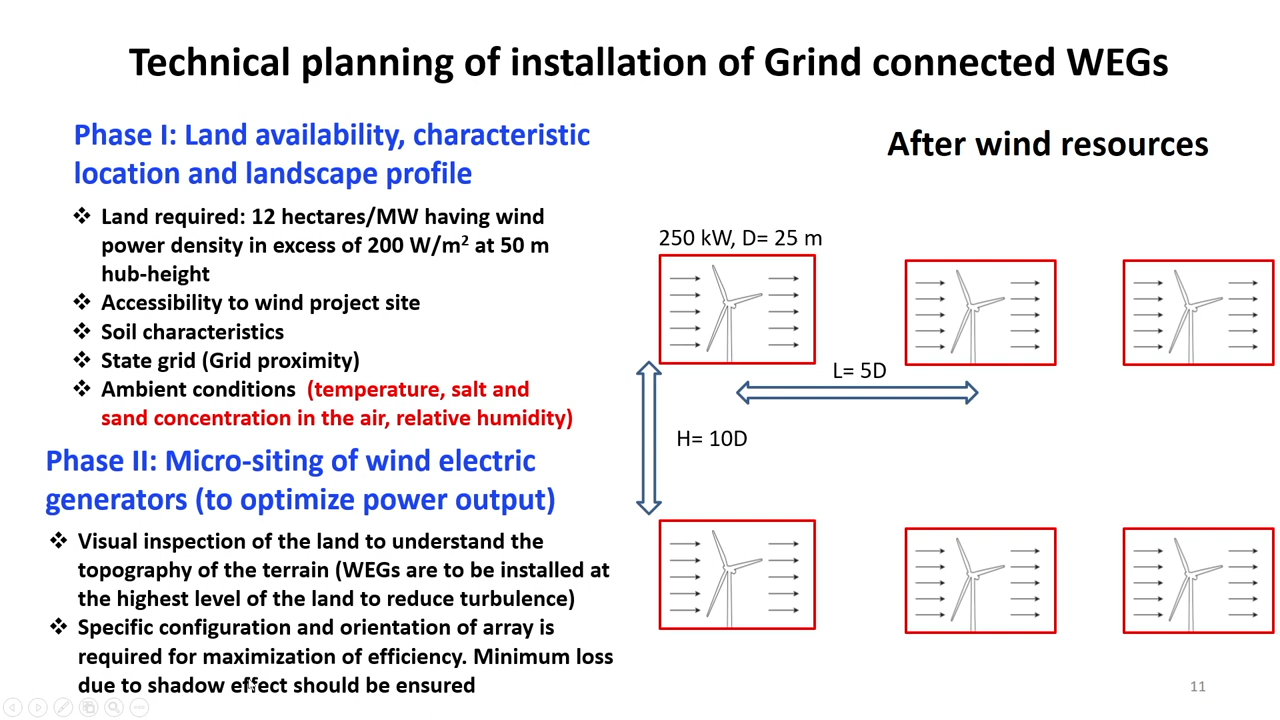 Technical planning of installation of Grind connected WEGs
Phase I: Land availability, characteristic
location and landscape profile
❖ Land required: 12 hectares/MW having wind
power density in excess of 200 W/m² at 50 m
hub-height
❖ Accessibility to wind project site
❖ Soil characteristics
❖ State grid (Grid proximity)
❖ Ambient conditions (temperature, salt and
sand concentration in the air, relative humidity)
Phase II: Micro-siting of wind electric
generators (to optimize power output)
❖ Visual inspection of the land to understand the
topography of the terrain (WEGs are to be installed at
the highest level of the land to reduce turbulence)
❖ Specific configuration and orientation of array is
required for maximization of efficiency. Minimum loss
due to shadow effect should be ensured
After wind resources
250 kW, D= 25 m
L= 5D
H= 10D
11